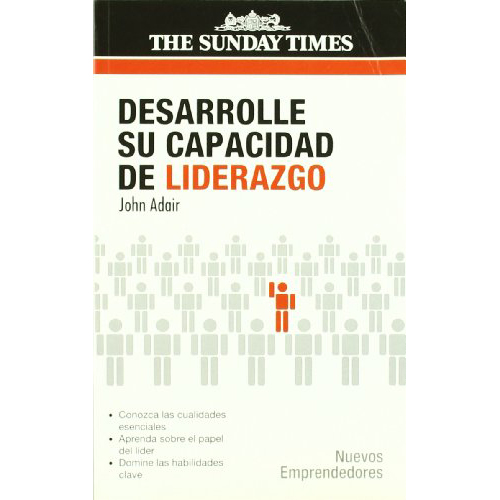 THE SUNDAY TIMES
DESARROLLE
SU CAPACIDAD
DE LIDERAZGO
John Adair
• Conozca las cualidades
esenciales
• Aprenda sobre el papel
del líder
• Domine las habilidades
clave
Nuevos
Emprendedores